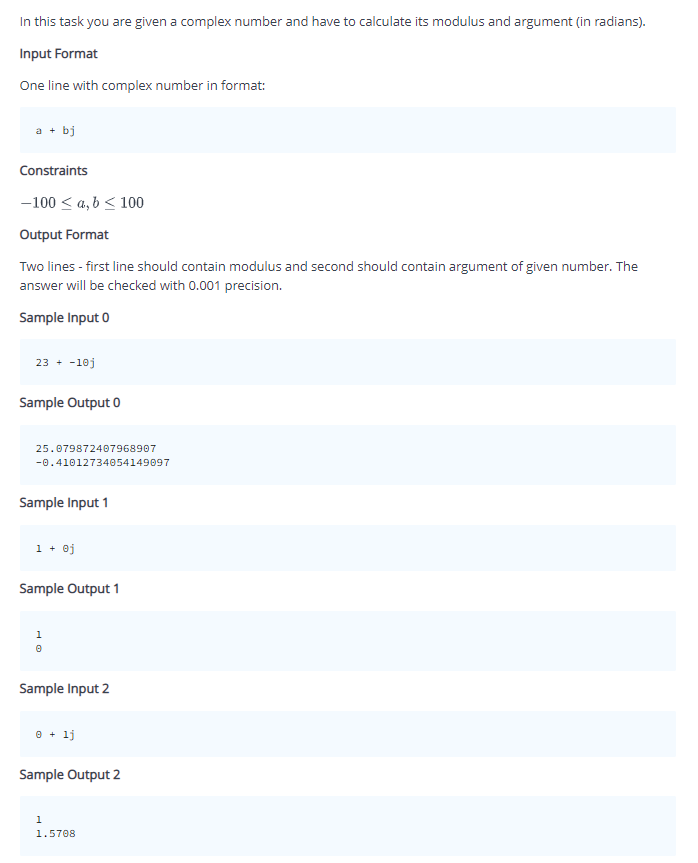 In this task you are given a complex number and have to calculate its modulus and argument (in radians).
Input Format
One line with complex number in format:
a + bj
Constraints
−100 ≤ a, b ≤ 100
Output Format
Two lines - first line should contain modulus and second should contain argument of given number. The
answer will be checked with 0.001 precision.
Sample Input 0
23 + -10j
Sample Output 0
25.079872407968907
-0.41012734054149097
Sample Input 1
1 + 0j
Sample Output 1
1
0
Sample Input 2
0 + 1j
Sample Output 2
1
1.5708